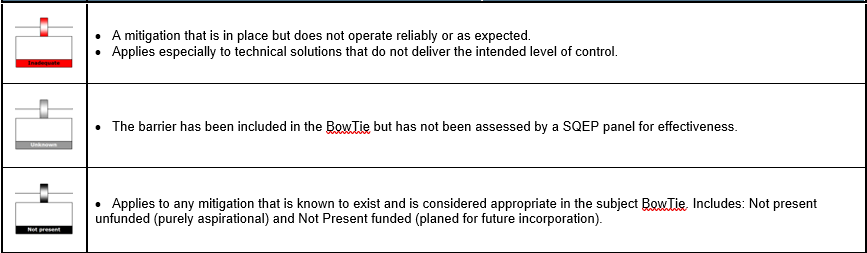 Inadequate
• A mitigation that is in place but does not operate reliably or as expected.
• Applies especially to technical solutions that do not deliver the intended level of control.
Unknown
• The barrier has been included in the BowTie but has not been assessed by a SQEP panel for effectiveness.
Not present
• Applies to any mitigation that is known to exist and is considered appropriate in the subject BowTie. Includes: Not present
unfunded (purely aspirational) and Not Present funded (planed for future incorporation).